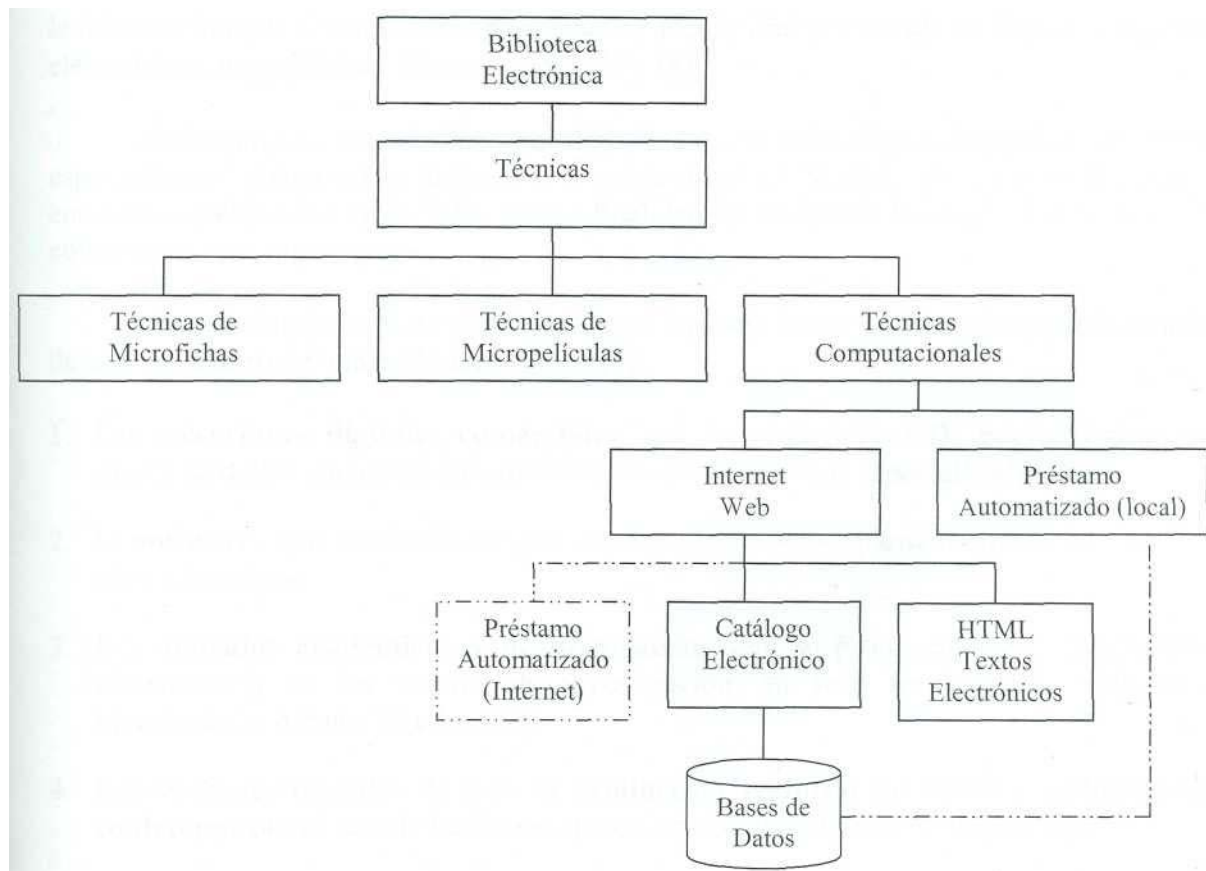 Biblioteca
Electrónica
Técnicas
Técnicas de
Microfichas
Técnicas de
Micropelículas
Técnicas
Computacionales
Internet
Web
Préstamo
Automatizado (local)
Préstamo
Automatizado
(Internet)
Catálogo
Electrónico
HTML
Textos
Electrónicos
Bases de
Datos